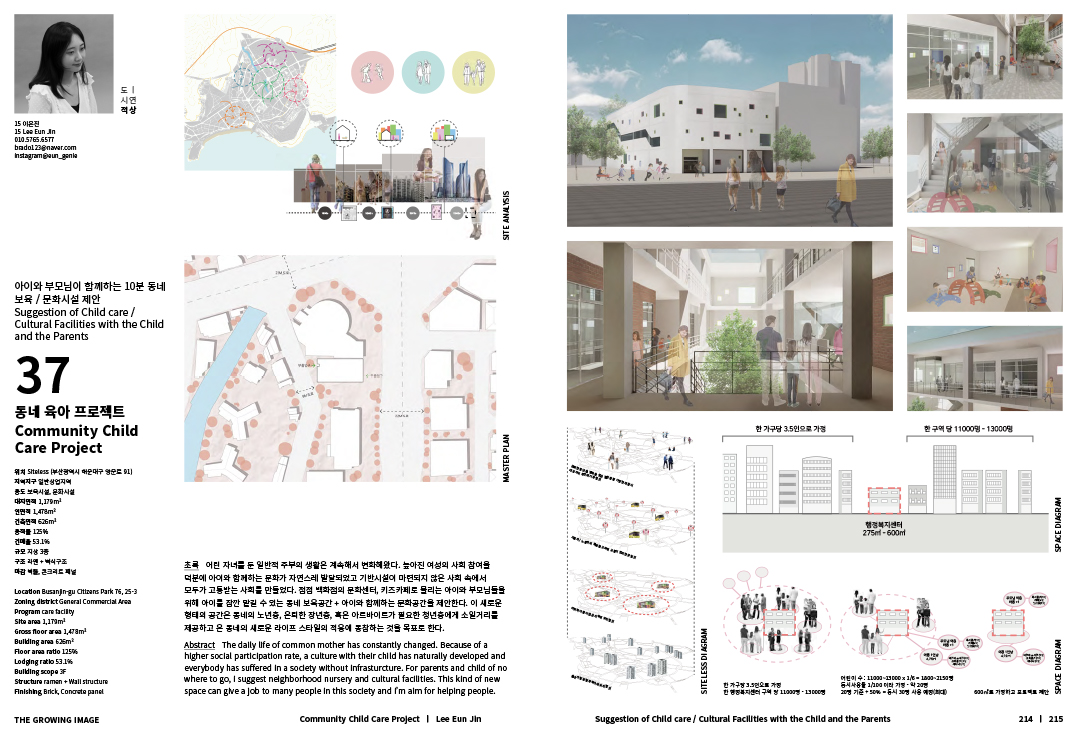 도 |
시연
적상
15 이은진
15 Lee Eun Jin
010.5765.6577
brado123@naver.com
instagram@eun_genie
SITE ANALYSIS
아이와 부모님이 함께하는 10분 동네
보육 / 문화시설 제안
Suggestion of Child care /
Cultural Facilities with the Child
and the Parents
37
동네 육아 프로젝트
Community Child
Care Project
위치 Siteless (부산광역시 해운대구 양운로 91)
지역지구 일반상업지역
용도 보육시설, 문화시설
대지면적 1,179m²
연면적 1,478m²
건축면적 626m²
용적률 125%
건폐율 53.1%
규모 지상 3층
구조 라멘 + 벽식구조
마감 벽돌, 콘크리트 패널
Location Busanjin-gu Citizens Park 76, 25-3
Zoning district General Commercial Area
Program care facility
Site area 1,179m²
Gross floor area 1,478m²
Building area 626m²
Floor area ratio 125%
Lodging ratio 53.1%
Building scope 3F
Structure ramen + Wall structure
Finishing Brick, Concrete panel
MASTER PLAN
초록 어린 자녀를 둔 일반적 주부의 생활은 계속해서 변화해왔다. 높아진 여성의 사회 참여율
덕분에 아이와 함께하는 문화가 자연스레 발달되었고 기반시설이 마련되지 않은 사회 속에서
모두가 고통받는 사회를 만들었다. 점점 백화점의 문화센터, 키즈카페로 몰리는 아이와 부모님들을
위해 아이를 잠깐 맡길 수 있는 동네 보육공간 + 아이와 함께하는 문화공간을 제안한다. 이 새로운
형태의 공간은 동네의 노년층, 은퇴한 장년층, 혹은 아르바이트가 필요한 청년층에게 소일거리를
제공하고 온 동네의 새로운 라이프 스타일의 적용에 동참하는 것을 목표로 한다.
Abstract The daily life of common mother has constantly changed. Because of a
higher social participation rate, a culture with their child has naturally developed and
everybody has suffered in a society without infrasturcture. For parents and child of no
where to go, I suggest neighborhood nursery and cultural facilities. This kind of new
space can give a job to many people in this society and I'm aim for helping people.
THE GROWING IMAGE
Community Child Care Project | Lee Eun Jin
한 가구당 3.5인으로 가정
한 구역 당 11000명 - 13000명
행정복지센터
275㎡ - 600㎡
SPACE DIAGRAM
SITELESS DIAGRAM
한 가구당 3.5인으로 가정
한 행정복지센터 구역 당 11000명 - 13000명
어린이 수 : 11000~13000 x 1/6 = 1800~2150명
동시사용률 1/100 이라 가정 - 약 20명
20명 기준 + 50% = 동시 30명 사용 예정(최대)
600㎡로 가정하고 프로젝트 제안
SPACE DIAGRAM
Suggestion of Child care / Cultural Facilities with the Child and the Parents
214 | 215